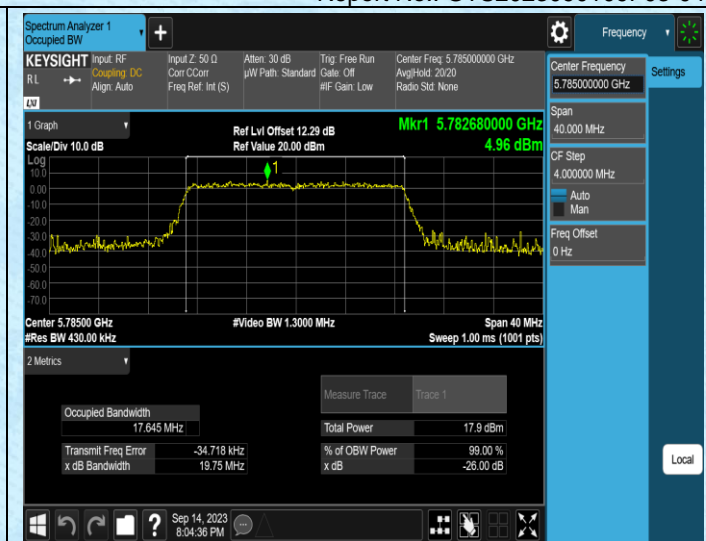 Spectrum Analyzer 1
Occupied BW
Frequency
KEYSIGHT
R L
LXI
Input: RF
Coupling: DC
Align: Auto
Input Z: 50 Ω
Corr CCorr
Freq Ref: Int (S)
Atten: 30 dB
µW Path: Standard
Trig: Free Run
Gate: Off
#IF Gain: Low
Center Freq: 5.785000000 GHz
Avg|Hold: 20/20
Radio Std: None
Center Frequency
5.785000000 GHz
Settings
Span
40.000 MHz
CF Step
4.000000 MHz
Auto
Man
Freq Offset
0 Hz
1 Graph
Scale/Div 10.0 dB
Ref Lvl Offset 12.29 dB
Ref Value 20.00 dBm
Mkr1 5.782680000 GHz
4.96 dBm
Log
10.0
0.00
-10.0
-20.0
-30.0
-40.0
-50.0
-60.0
-70.0
1
Center 5.78500 GHz
#Video BW 1.3000 MHz
Span 40 MHz
#Res BW 430.00 kHz
Sweep 1.00 ms (1001 pts)
2 Metrics
Measure Trace Trace 1
Occupied Bandwidth
17.645 MHz
Total Power 17.9 dBm
Transmit Freq Error -34.718 kHz
% of OBW Power 99.00 %
x dB Bandwidth 19.75 MHz
x dB -26.00 dB
Local
Sep 14, 2023
8:04:36 PM